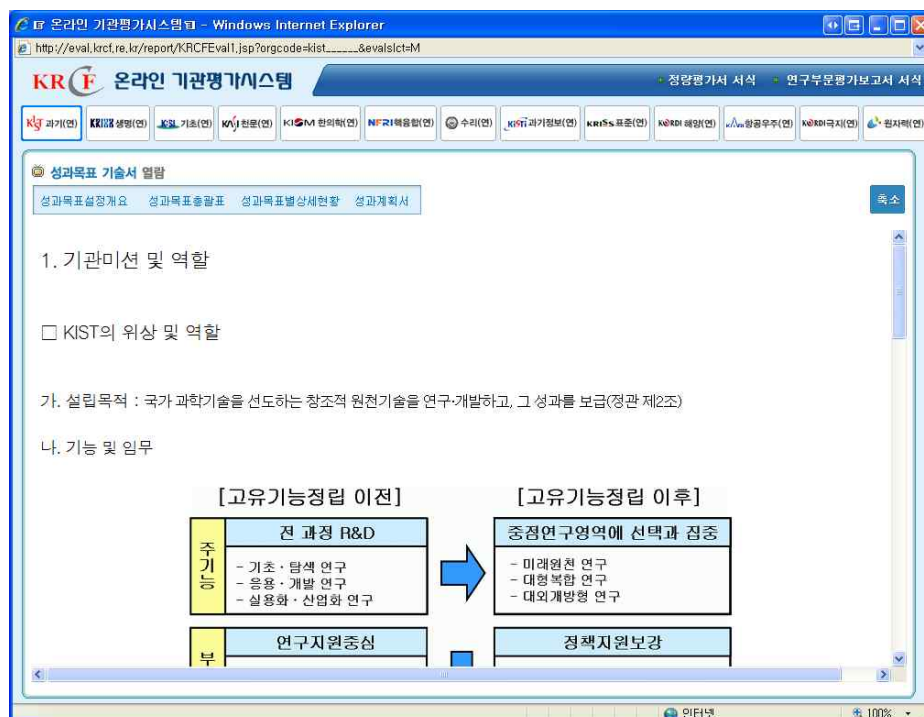 온라인 기관평가시스템 - Windows Internet Explorer
http://eval.krcf.re.kr/report/KRCFEval1.jsp?orgcode=kist______&evalslct=M
KRCF 온라인 기관평가시스템
정량평가서 서식 연구부문평가보고서 서식
KIST 과기(연) KRIBB 생명(연) KBSI 기초(연) KASI 천문(연) KIOM 한의학(연) NFRI 핵융합(연) 수리(연) KISTI 과기정보(연) KRISS 표준(연) KORDI 해양(연) KARI 항공우주(연) KORDI 극지(연) 원자력(연)
성과목표 기술서 열람
성과목표설정개요 성과목표총괄표 성과목표별상세현황 성과계획서
축소
1. 기관미션 및 역할
□ KIST의 위상 및 역할
가. 설립목적 : 국가 과학기술을 선도하는 창조적 원천기술을 연구·개발하고, 그 성과를 보급(정관 제2조)
나. 기능 및 임무
[고유기능정립 이전] [고유기능정립 이후]
주기능
전 과정 R&D
- 기초·탐색 연구
- 응용·개발 연구
- 실용화·산업화 연구
중점연구영역에 선택과 집중
- 미래원천 연구
- 대형복합 연구
- 대외개방형 연구
부
연구지원중심
정책지원보강
인터넷
100%